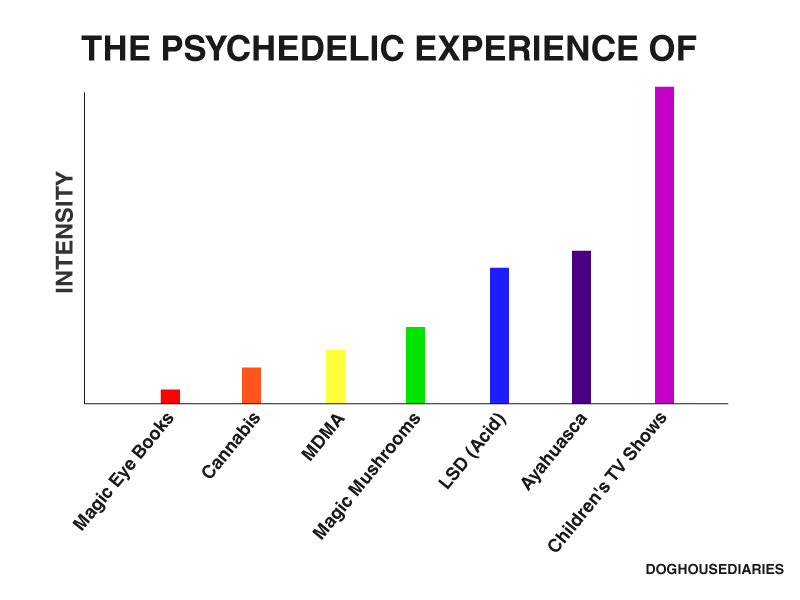 THE PSYCHEDELIC EXPERIENCE OF
INTENSITY
Magic Eye Books
Cannabis
MDMA
Magic Mushrooms
LSD (Acid)
Ayahuasca
Children's TV Shows
DOGHOUSEDIARIES